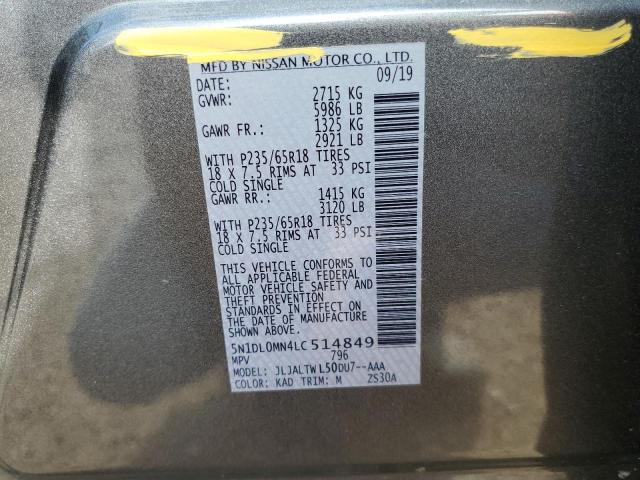 MFD BY NISSAN MOTOR CO., LTD.
DATE: 09/19
GVWR: 2715 KG
5986 LB
GAWR FR.: 1325 KG
2921 LB
WITH P235/65R18 TIRES
18 X 7.5 RIMS AT 33 PSI
COLD SINGLE
GAWR RR.: 1415 KG
3120 LB
WITH P235/65R18 TIRES
18 X 7.5 RIMS AT 33 PSI
COLD SINGLE
THIS VEHICLE CONFORMS TO
ALL APPLICABLE FEDERAL
MOTOR VEHICLE SAFETY AND
THEFT PREVENTION
STANDARDS IN EFFECT ON
THE DATE OF MANUFACTURE
SHOWN ABOVE.
5N1DL0MN4LC514849
MPV 796
MODEL: JLJALTWL50DU7--AAA
COLOR: KAD TRIM: M ZS30A